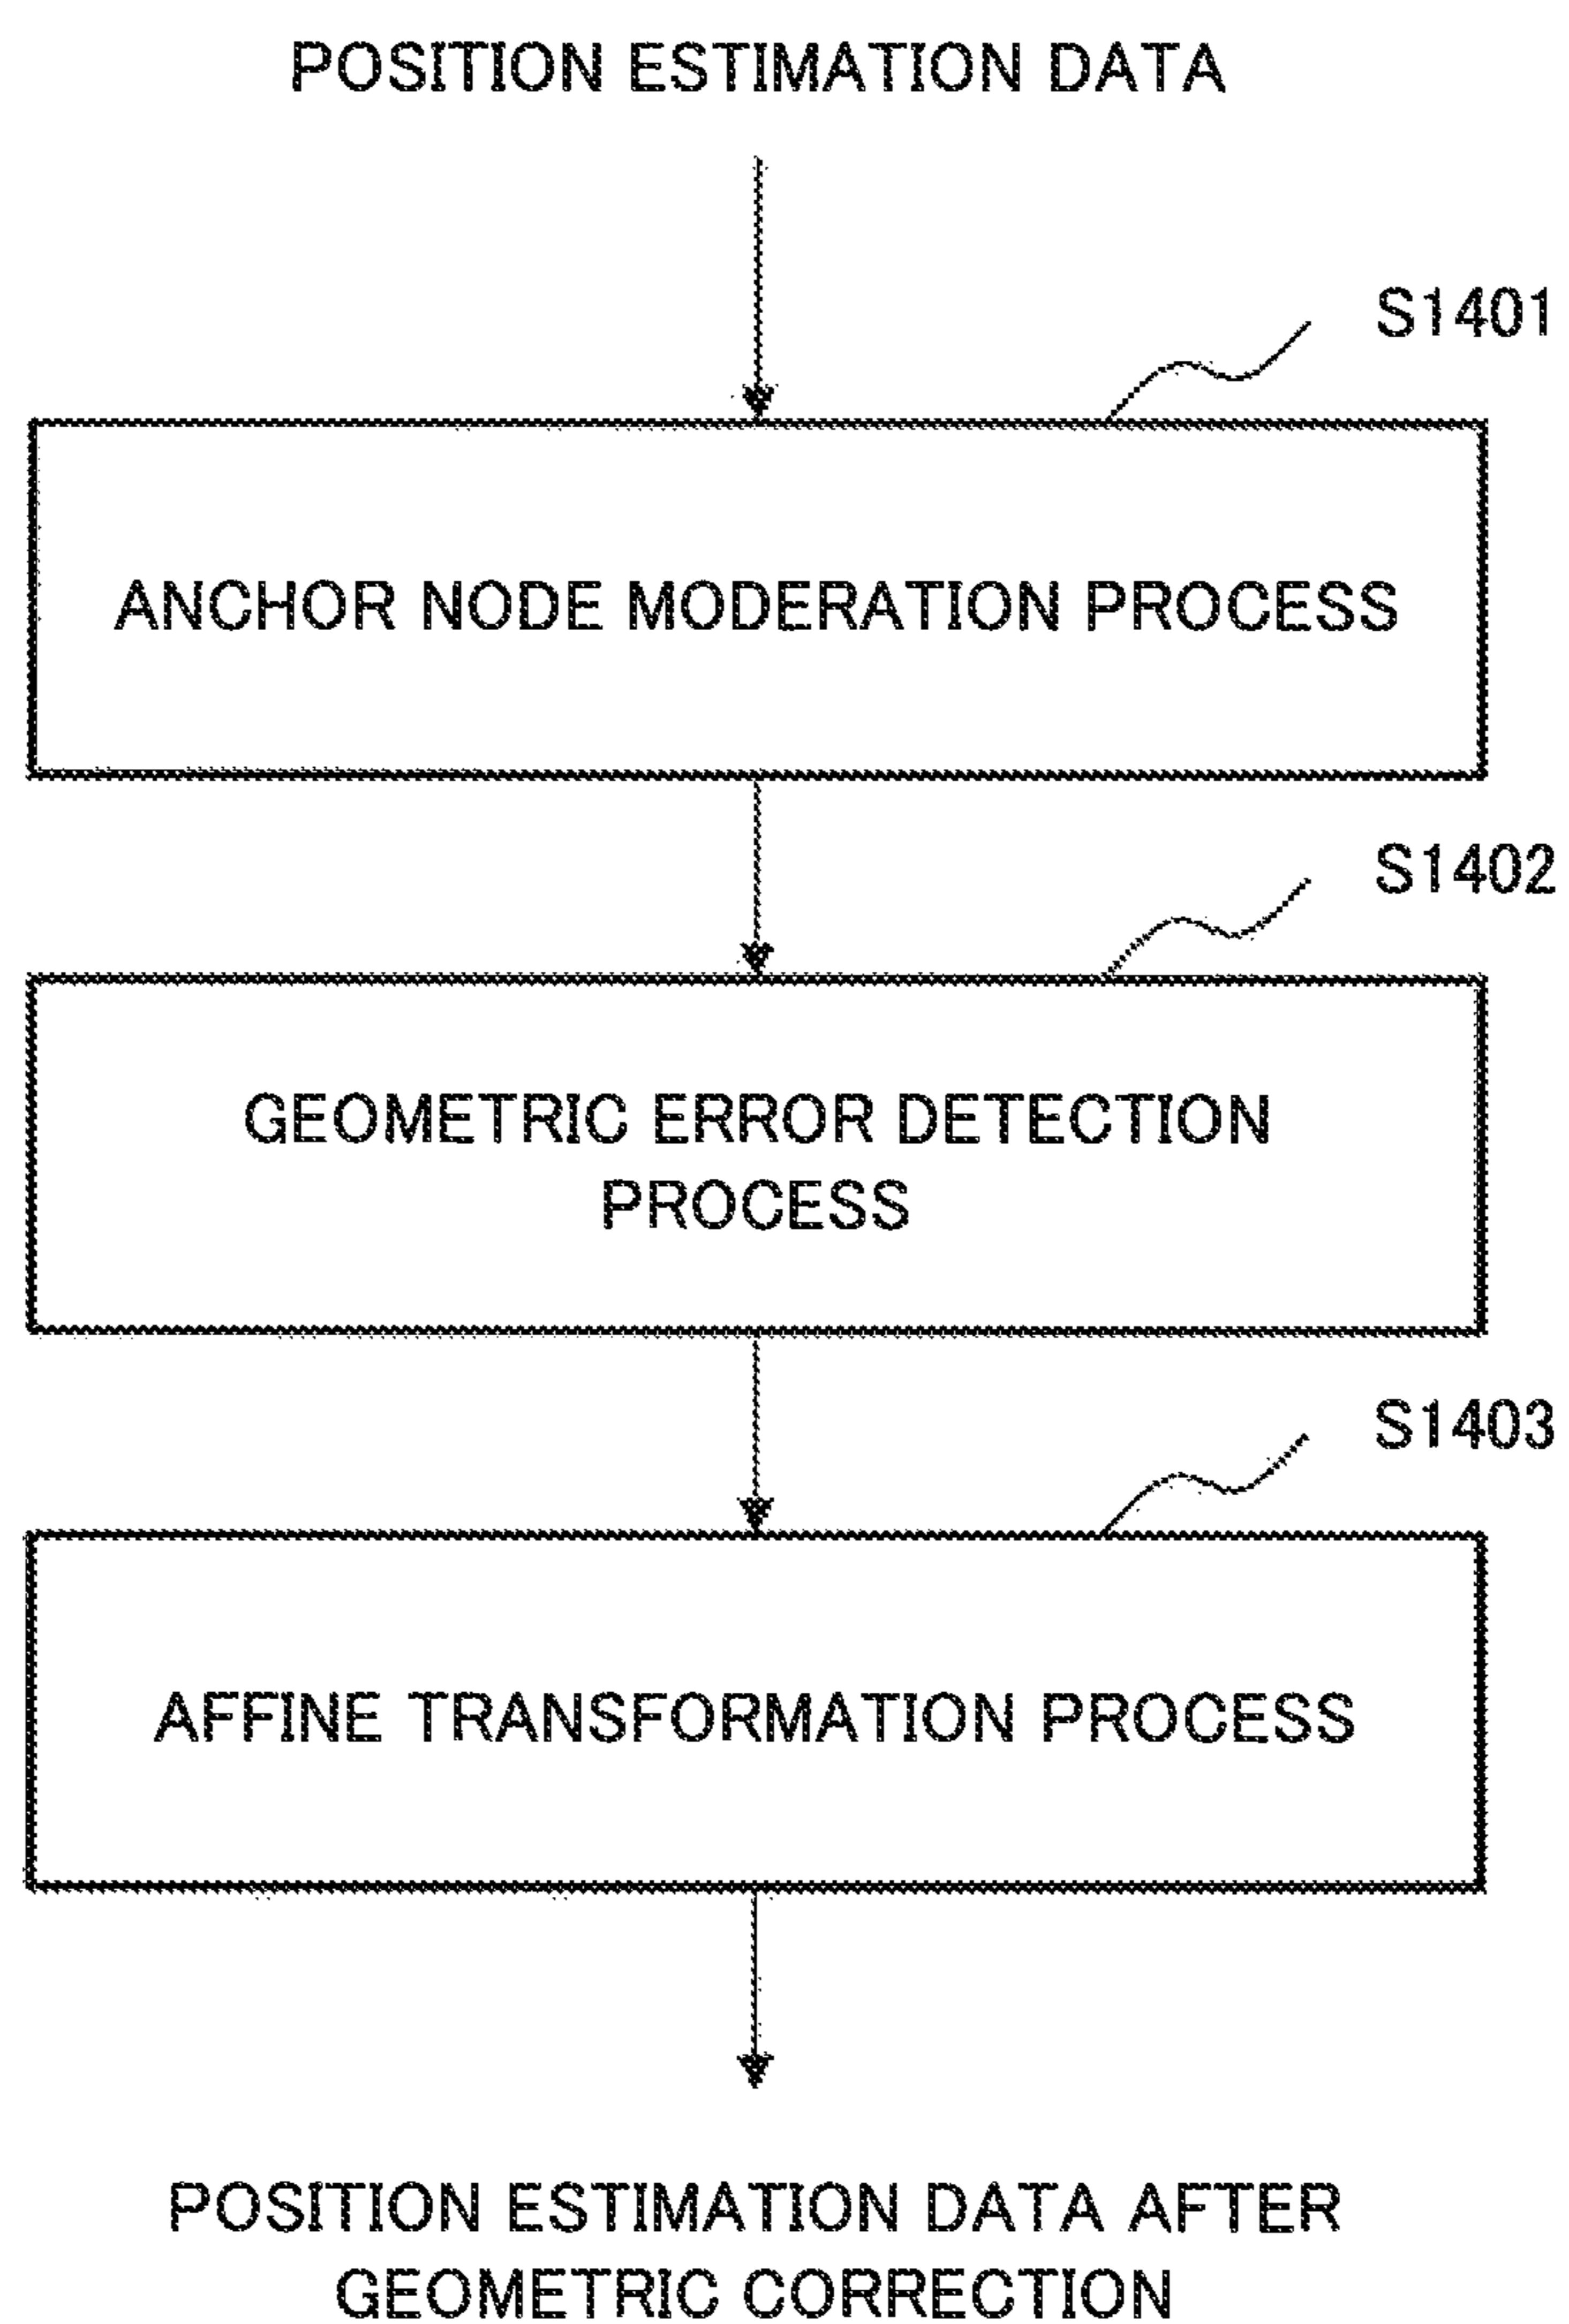 POSITION ESTIMATION DATA
S1401
ANCHOR NODE MODERATION PROCESS
S1402
GEOMETRIC ERROR DETECTION
PROCESS
S1403
AFFINE TRANSFORMATION PROCESS
POSITION ESTIMATION DATA AFTER
GEOMETRIC CORRECTION